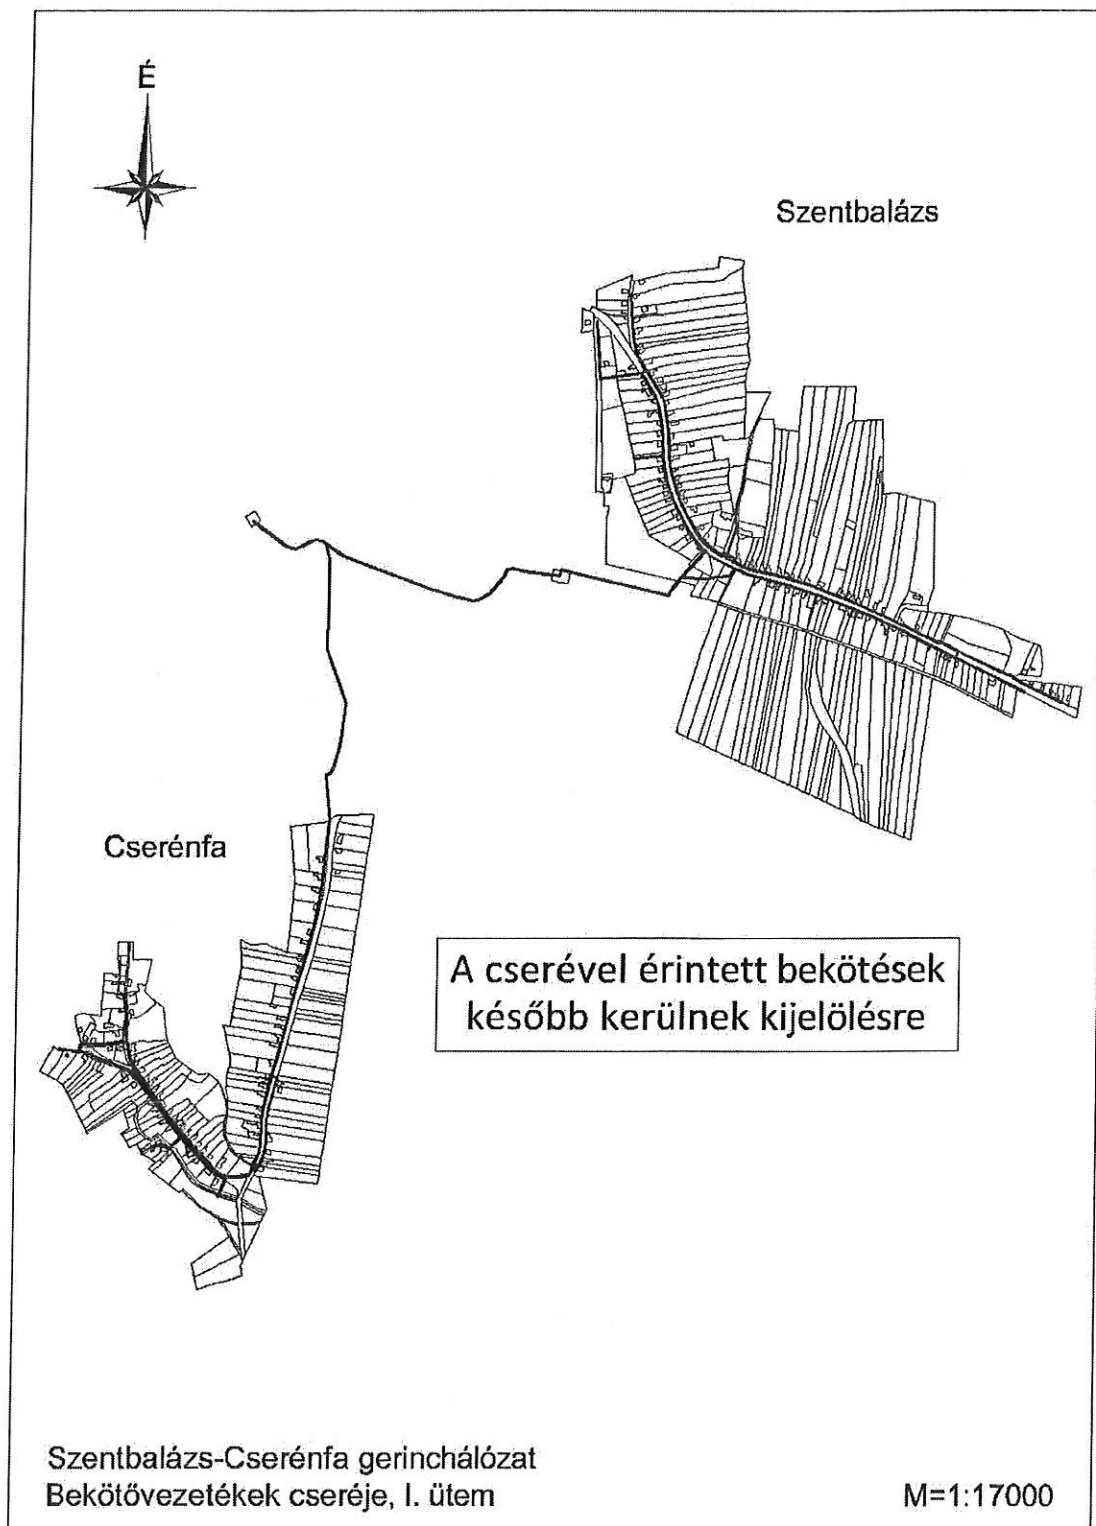 É
Szentbalázs
Cserénfa
A cserével érintett bekötések
később kerülnek kijelölésre
Szentbalázs-Cserénfa gerinchálózat
Bekötővezetékek cseréje, I. ütem
M=1:17000